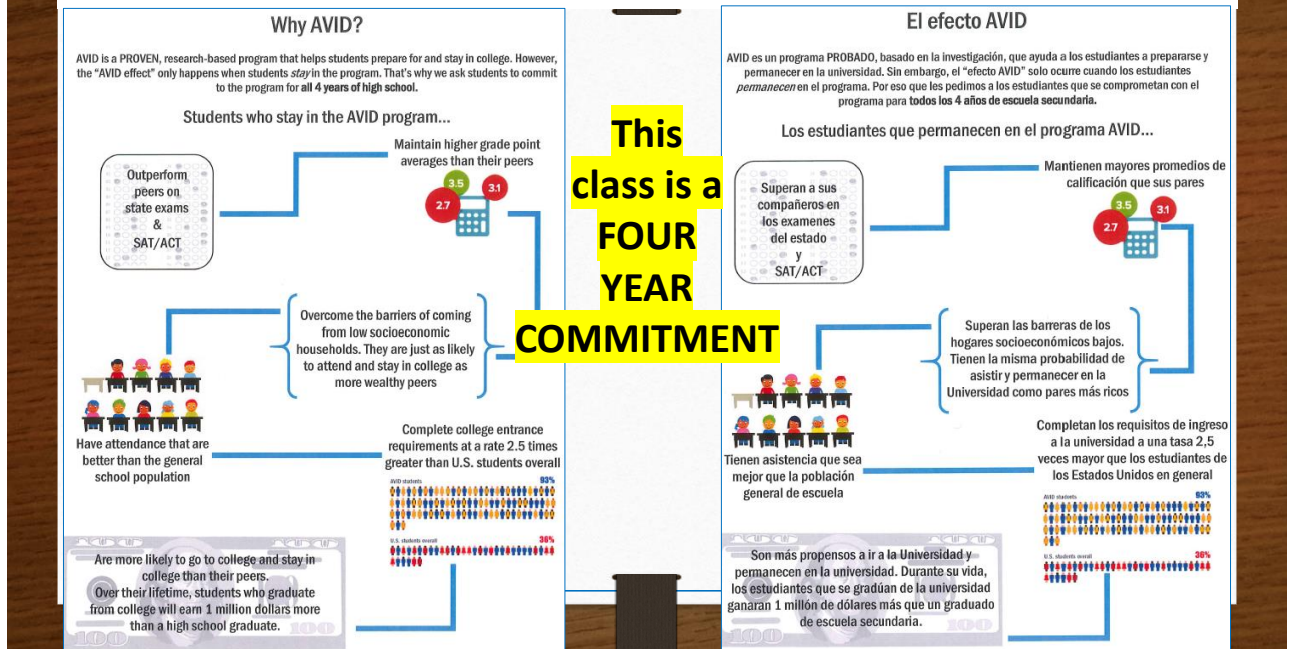 Why AVID?
AVID is a PROVEN, research-based program that helps students prepare for and stay in college. However,
the “AVID effect” only happens when students stay in the program. That’s why we ask students to commit
to the program for all 4 years of high school.
Students who stay in the AVID program...
Outperform
peers on
state exams
&
SAT/ACT
Maintain higher grade point
averages than their peers
3.5
3.1
2.7
Overcome the barriers of coming
from low socioeconomic
households. They are just as likely
to attend and stay in college as
more wealthy peers
Have attendance that are
better than the general
school population
Complete college entrance
requirements at a rate 2.5 times
greater than U.S. students overall
AVID students
93%
U.S. students overall
36%
Are more likely to go to college and stay in
college than their peers.
Over their lifetime, students who graduate
from college will earn 1 million dollars more
than a high school graduate.
100
100
This
class is a
FOUR
YEAR
COMMITMENT
El efecto AVID
AVID es un programa PROBADO, basado en la investigación, que ayuda a los estudiantes a prepararse y
permanecer en la universidad. Sin embargo, el “efecto AVID” solo ocurre cuando los estudiantes
permanecen en el programa. Por eso que les pedimos a los estudiantes que se comprometan con el
programa para todos los 4 años de escuela secundaria.
Los estudiantes que permanecen en el programa AVID...
Superan a sus
compañeros en
los examenes
del estado
y
SAT/ACT
Mantienen mayores promedios de
calificación que sus pares
3.5
3.1
2.7
Superan las barreras de los
hogares socioeconómicos bajos.
Tienen la misma probabilidad de
asistir y permanecer en la
Universidad como pares más ricos
Tienen asistencia que sea
mejor que la población
general de escuela
Completan los requisitos de ingreso
a la universidad a una tasa 2,5
veces mayor que los estudiantes de
los Estados Unidos en general
AVID students
93%
U.S. students overall
36%
Son más propensos a ir a la Universidad y
permanecen en la universidad. Durante su vida,
los estudiantes que se gradúan de la universidad
ganaran 1 millón de dólares más que un graduado
de escuela secundaria.
100
100